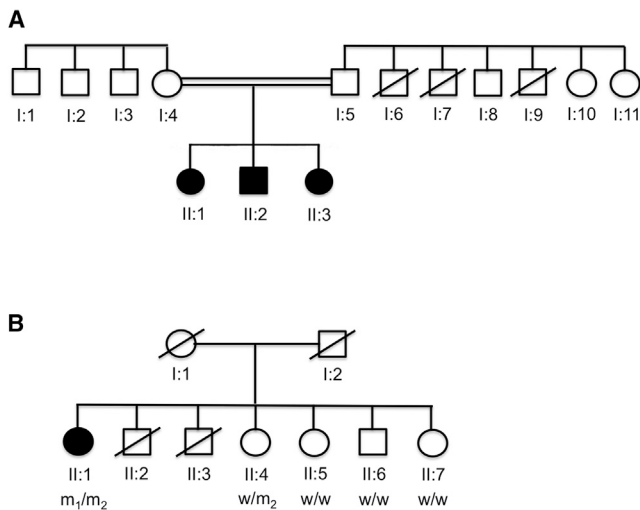 A
I:1 I:2 I:3 I:4 I:5 I:6 I:7 I:8 I:9 I:10 I:11
II:1 II:2 II:3
B
I:1 I:2
II:1 II:2 II:3 II:4 II:5 II:6 II:7
m₁/m₂ w/m₂ w/w w/w w/w